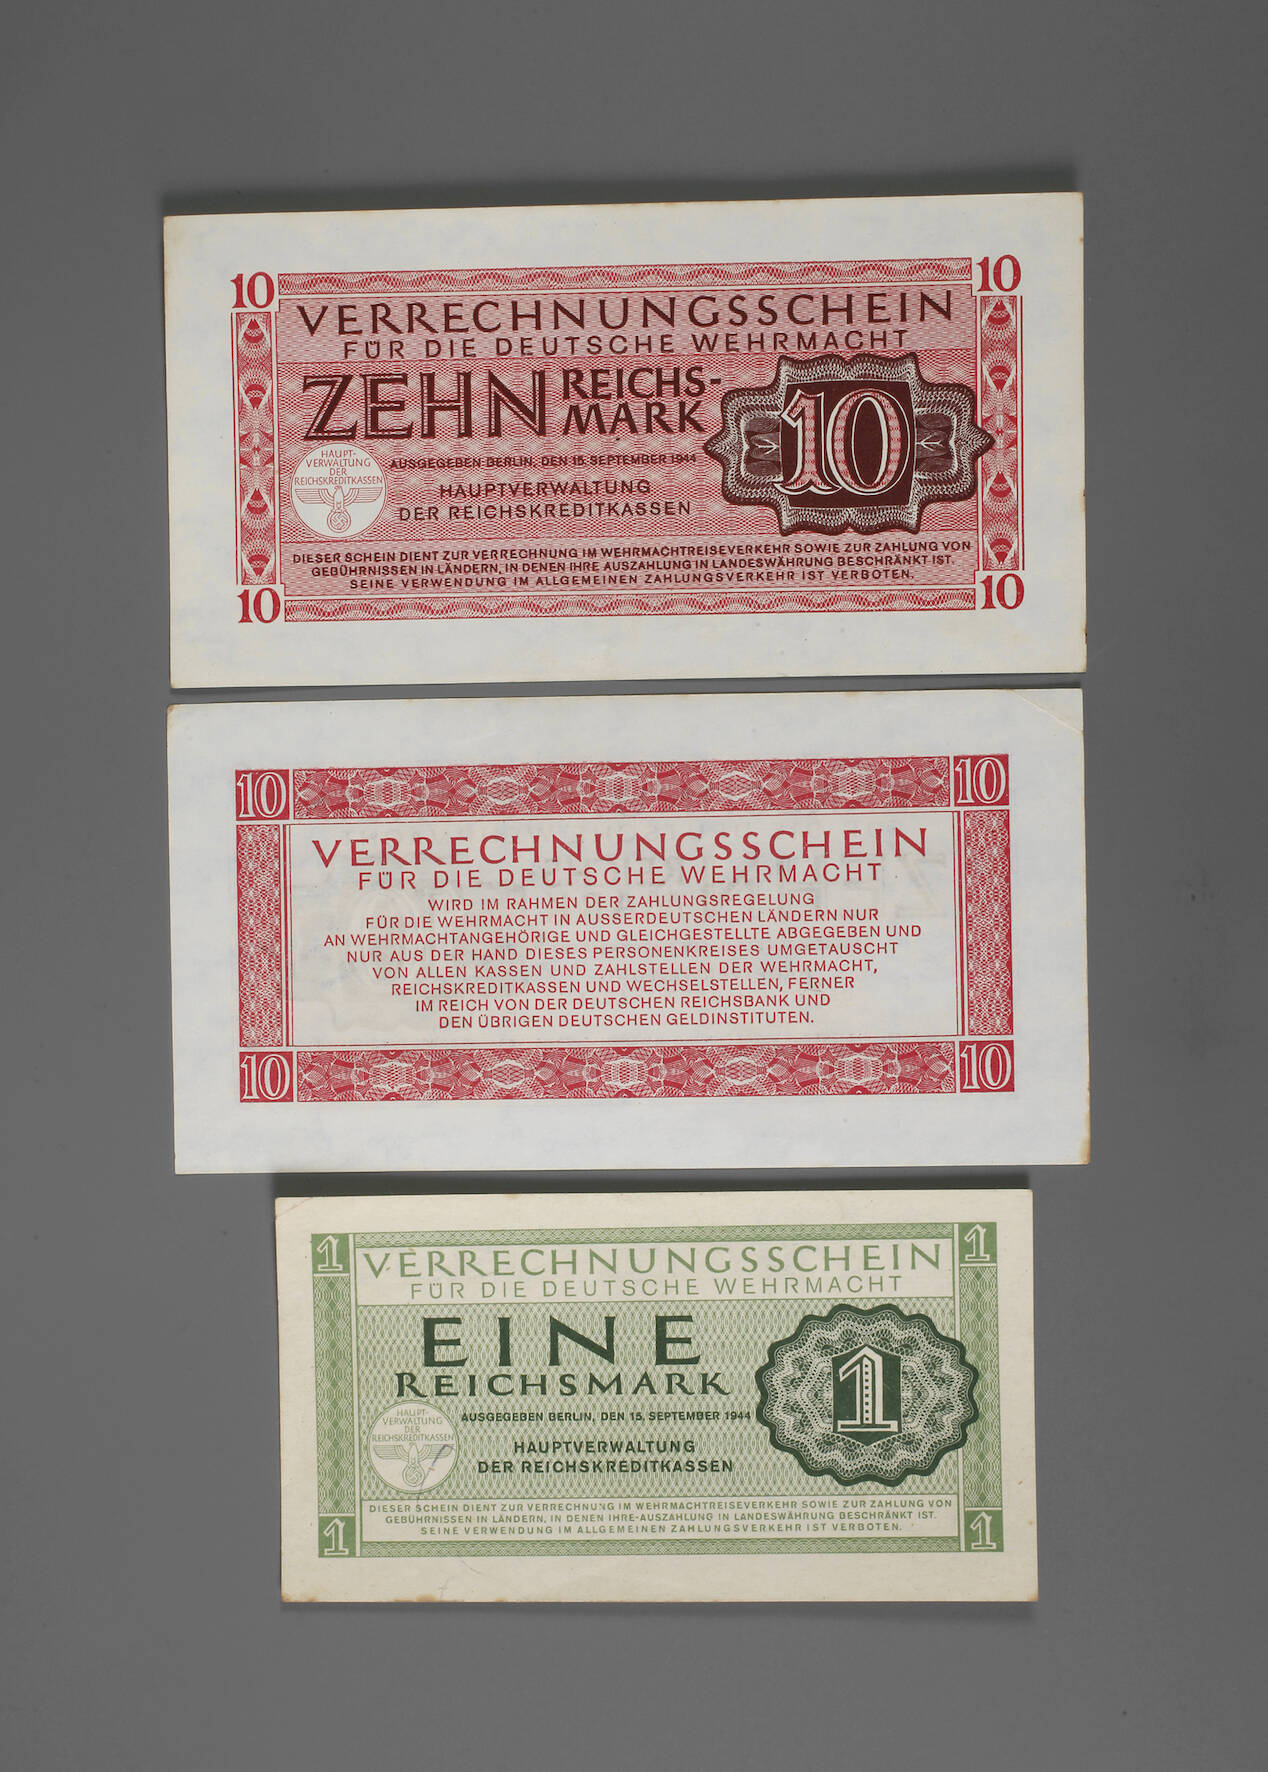 10 10
VERRECHNUNGSSCHEIN
FÜR DIE DEUTSCHE WEHRMACHT
ZEHN REICHS-
MARK
10
HAUPT-
VERWALTUNG
DER
REICHSKREDITKASSEN
AUSGEGEBEN BERLIN, DEN 15. SEPTEMBER 1944
HAUPTVERWALTUNG
DER REICHSKREDITKASSEN
DIESER SCHEIN DIENT ZUR VERRECHNUNG IM WEHRMACHTREISEVERKEHR SOWIE ZUR ZAHLUNG VON
GEBÜHRNISSEN IN LÄNDERN, IN DENEN IHRE AUSZAHLUNG IN LANDESWÄHRUNG BESCHRÄNKT IST.
SEINE VERWENDUNG IM ALLGEMEINEN ZAHLUNGSVERKEHR IST VERBOTEN.
10 10
10 10
VERRECHNUNGSSCHEIN
FÜR DIE DEUTSCHE WEHRMACHT
WIRD IM RAHMEN DER ZAHLUNGSREGELUNG
FÜR DIE WEHRMACHT IN AUSSERDEUTSCHEN LÄNDERN NUR
AN WEHRMACHTANGEHÖRIGE UND GLEICHGESTELLTE ABGEGEBEN UND
NUR AUS DER HAND DIESES PERSONENKREISES UMGETAUSCHT
VON ALLEN KASSEN UND ZAHLSTELLEN DER WEHRMACHT,
REICHSKREDITKASSEN UND WECHSELSTELLEN, FERNER
IM REICH VON DER DEUTSCHEN REICHSBANK UND
DEN ÜBRIGEN DEUTSCHEN GELDINSTITUTEN.
10 10
1 1
VERRECHNUNGSSCHEIN
FÜR DIE DEUTSCHE WEHRMACHT
EINE
REICHSMARK
1
HAUPT-
VERWALTUNG
DER
REICHSKREDITKASSEN
AUSGEGEBEN BERLIN, DEN 15. SEPTEMBER 1944
HAUPTVERWALTUNG
DER REICHSKREDITKASSEN
DIESER SCHEIN DIENT ZUR VERRECHNUNG IM WEHRMACHTREISEVERKEHR SOWIE ZUR ZAHLUNG VON
GEBÜHRNISSEN IN LÄNDERN, IN DENEN IHRE AUSZAHLUNG IN LANDESWÄHRUNG BESCHRÄNKT IST.
SEINE VERWENDUNG IM ALLGEMEINEN ZAHLUNGSVERKEHR IST VERBOTEN.
1 1